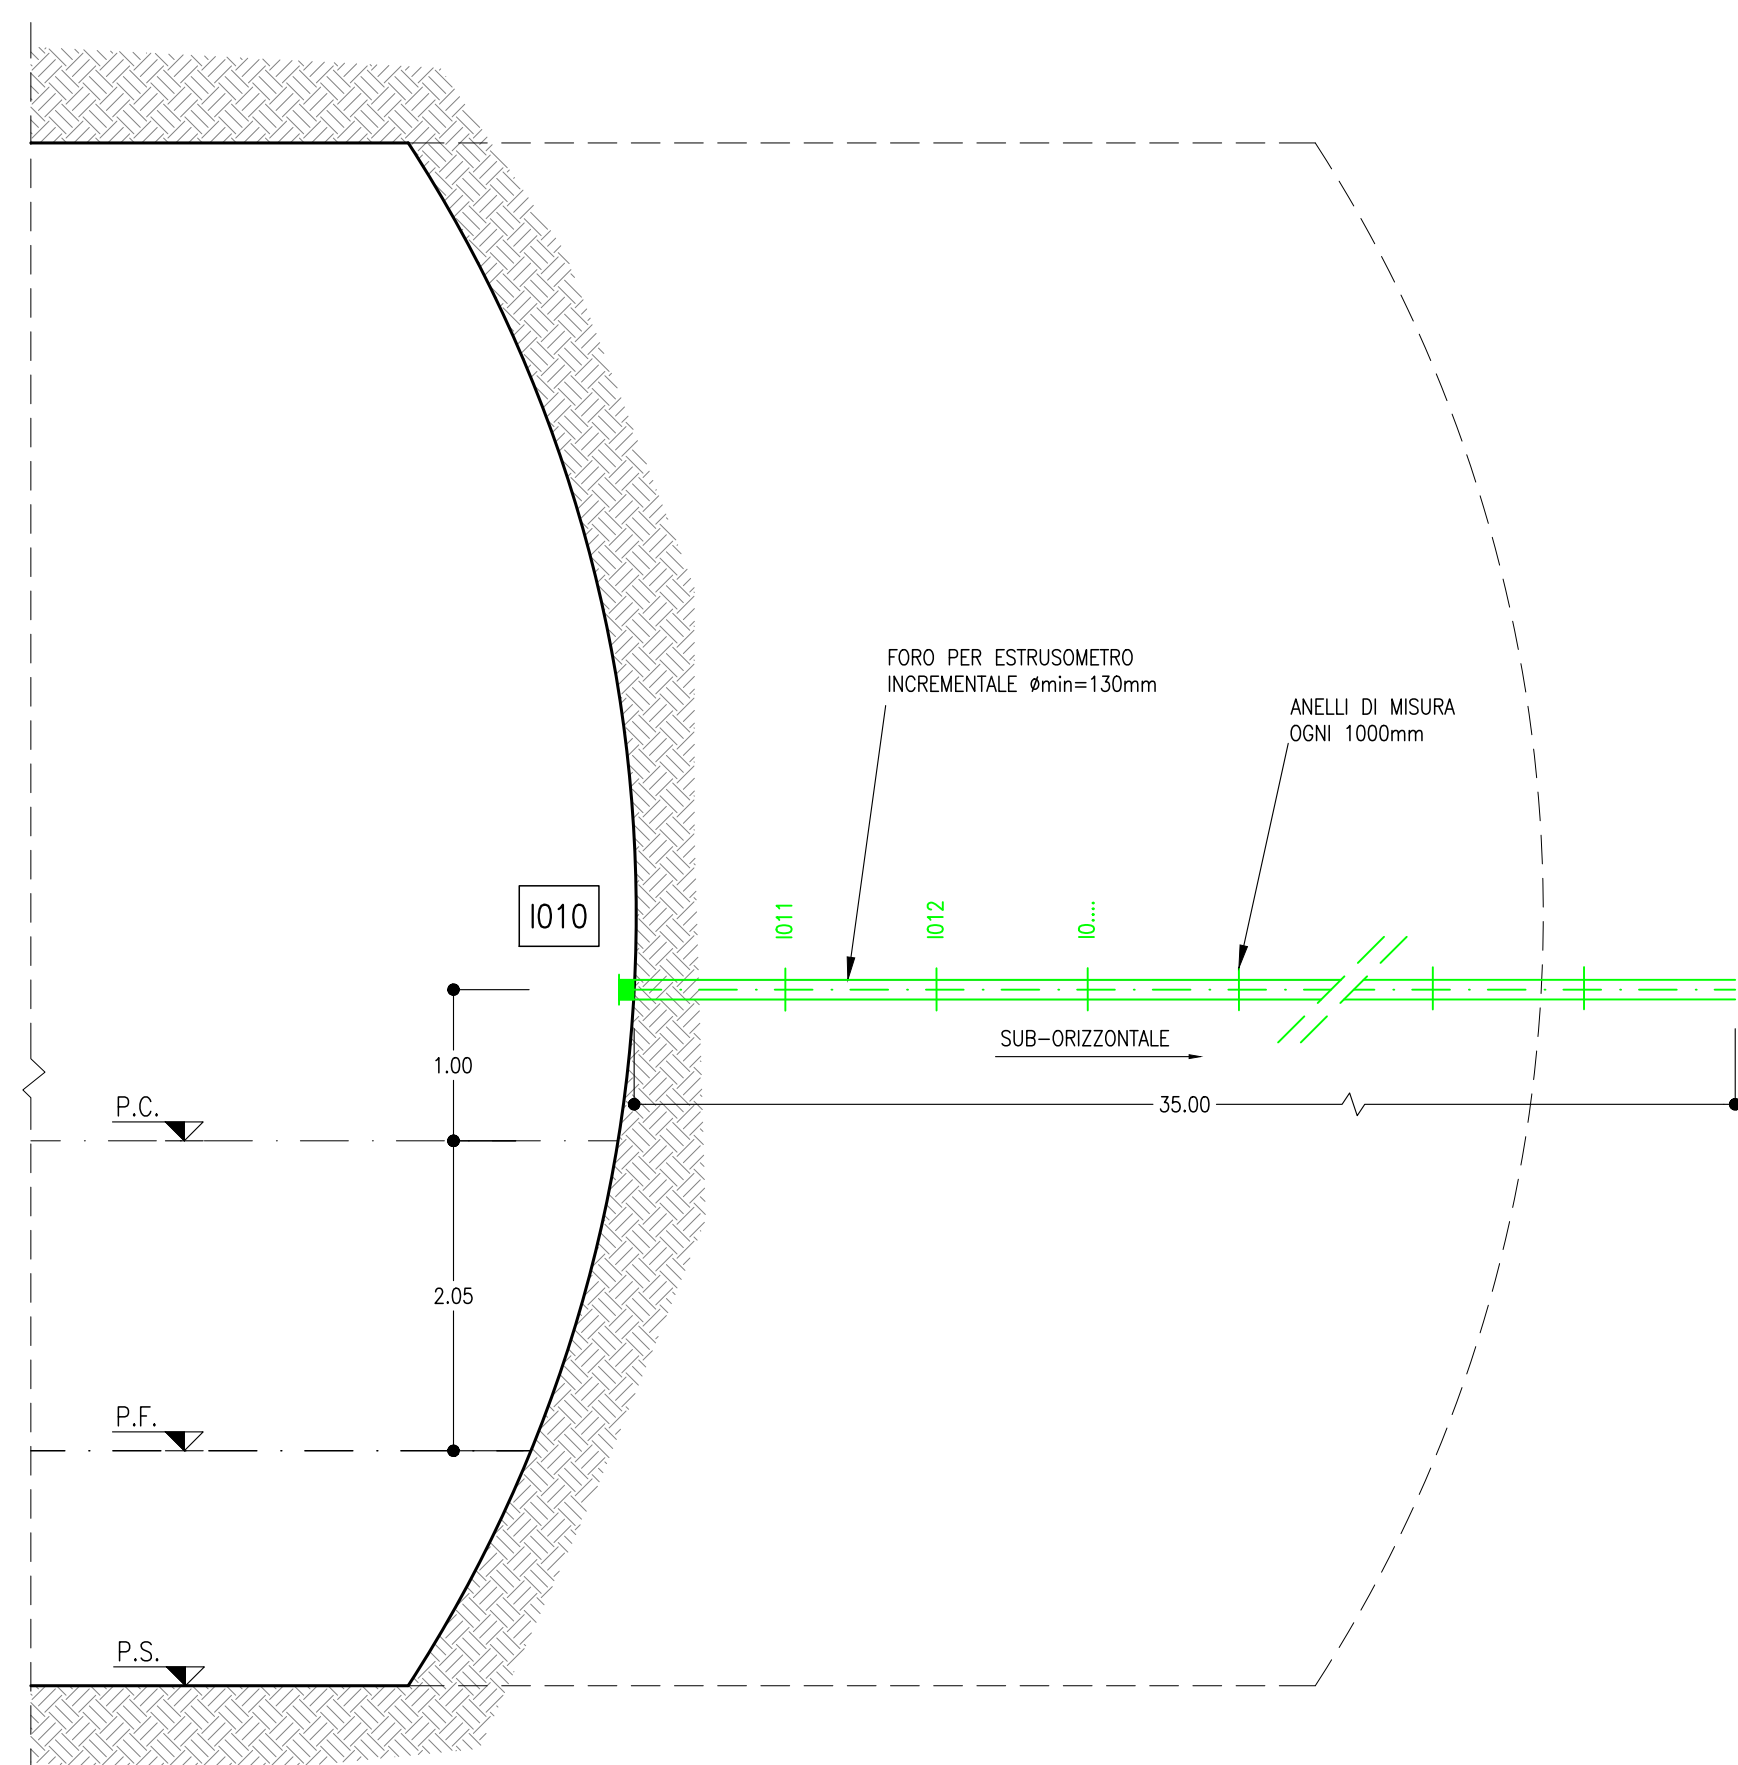 FORO PER ESTRUSOMETRO
INCREMENTALE ømin=130mm
ANELLI DI MISURA
OGNI 1000mm
I010
I011
I012
I0....
SUB-ORIZZONTALE
1.00
35.00
P.C.
2.05
P.F.
P.S.